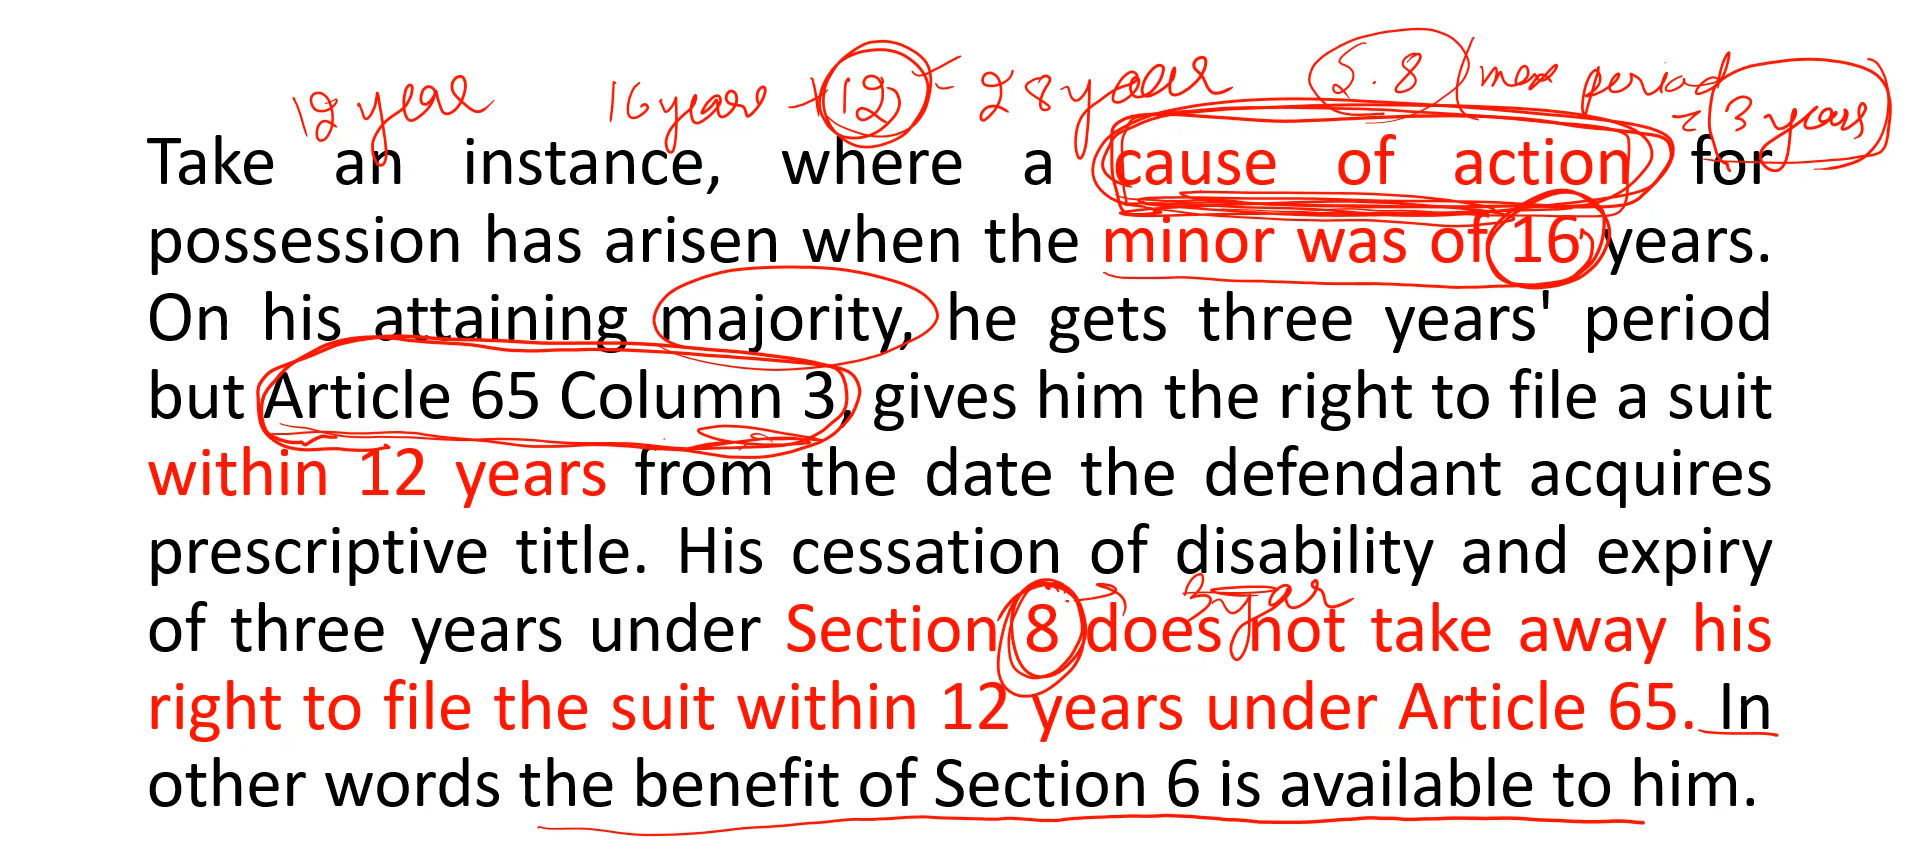 12 year 16 years + 12 = 28 years S.8 max period
= 3 years
Take an instance, where a cause of action for
possession has arisen when the minor was of 16 years.
On his attaining majority, he gets three years' period
but Article 65 Column 3, gives him the right to file a suit
within 12 years from the date the defendant acquires
prescriptive title. His cessation of disability and expiry
3 year
of three years under Section 8 does not take away his
right to file the suit within 12 years under Article 65. In
other words the benefit of Section 6 is available to him.